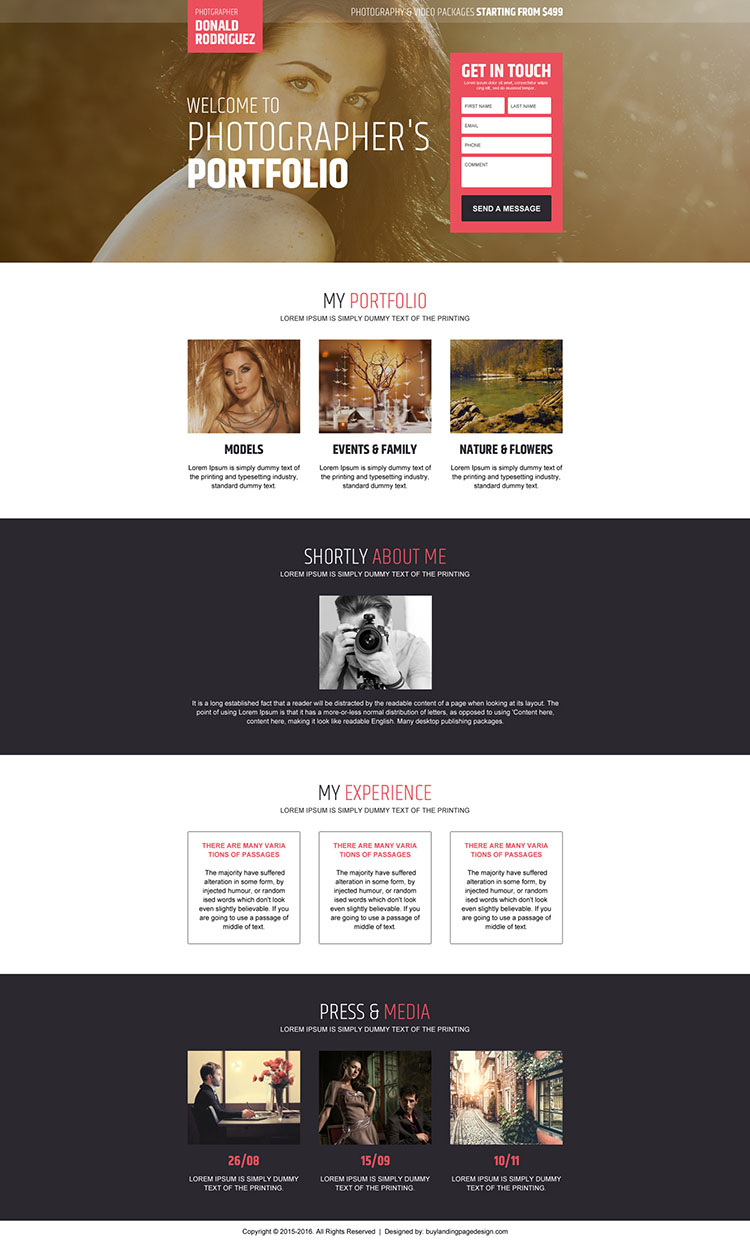 PHOTGRAPHER
DONALD
RODRIGUEZ
PHOTOGRAPHY & VIDEO PACKAGES STARTING FROM $499
WELCOME TO
PHOTOGRAPHER'S
PORTFOLIO
GET IN TOUCH
Lorem ipsum dolor sit amet, consectetur adipis
cing elit, sed do eiusmod tempor.
FIRST NAME
LAST NAME
EMAIL
PHONE
COMMENT
SEND A MESSAGE
MY PORTFOLIO
LOREM IPSUM IS SIMPLY DUMMY TEXT OF THE PRINTING
MODELS
Lorem Ipsum is simply dummy text of
the printing and typesetting industry,
standard dummy text.
EVENTS & FAMILY
Lorem Ipsum is simply dummy text of
the printing and typesetting industry,
standard dummy text.
NATURE & FLOWERS
Lorem Ipsum is simply dummy text of
the printing and typesetting industry,
standard dummy text.
SHORTLY ABOUT ME
LOREM IPSUM IS SIMPLY DUMMY TEXT OF THE PRINTING
It is a long established fact that a reader will be distracted by the readable content of a page when looking at its layout. The
point of using Lorem Ipsum is that it has a more-or-less normal distribution of letters, as opposed to using 'Content here,
content here, making it look like readable English. Many desktop publishing packages.
MY EXPERIENCE
LOREM IPSUM IS SIMPLY DUMMY TEXT OF THE PRINTING
THERE ARE MANY VARIA
TIONS OF PASSAGES
The majority have suffered
alteration in some form, by
injected humour, or random
ised words which don't look
even slightly believable. If you
are going to use a passage of
middle of text.
THERE ARE MANY VARIA
TIONS OF PASSAGES
The majority have suffered
alteration in some form, by
injected humour, or random
ised words which don't look
even slightly believable. If you
are going to use a passage of
middle of text.
THERE ARE MANY VARIA
TIONS OF PASSAGES
The majority have suffered
alteration in some form, by
injected humour, or random
ised words which don't look
even slightly believable. If you
are going to use a passage of
middle of text.
PRESS & MEDIA
LOREM IPSUM IS SIMPLY DUMMY TEXT OF THE PRINTING
26/08
LOREM IPSUM IS SIMPLY DUMMY
TEXT OF THE PRINTING.
15/09
LOREM IPSUM IS SIMPLY DUMMY
TEXT OF THE PRINTING.
10/11
LOREM IPSUM IS SIMPLY DUMMY
TEXT OF THE PRINTING.
Copyright © 2015-2016. All Rights Reserved | Designed by: buylandingpagedesign.com